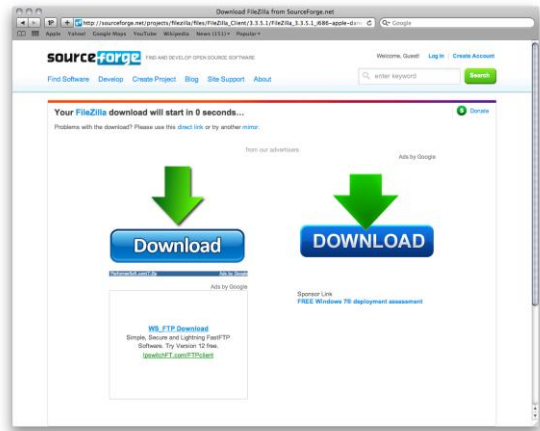 Download FileZilla from SourceForge.net
http://sourceforge.net/projects/filezilla/files/FileZilla_Client/3.3.5.1/FileZilla_3.3.5.1_i686-apple-darw
Google
Apple Yahoo! Google Maps YouTube Wikipedia News (151) Popular
sourceforge FIND AND DEVELOP OPEN SOURCE SOFTWARE
Welcome, Guest! Log In Create Account
Find Software Develop Create Project Blog Site Support About
enter keyword
Search
Your FileZilla download will start in 0 seconds...
Donate
Problems with the download? Please use this direct link or try another mirror.
from our advertisers
Ads by Google
Download
DOWNLOAD
Ads by Google
Ads by Google
Sponsor Link
FREE Windows 7® deployment assessment
WS_FTP Download
Simple, Secure and Lightning FastFTP
Software. Try Version 12 free.
ipswitchFT.com/FTPclient